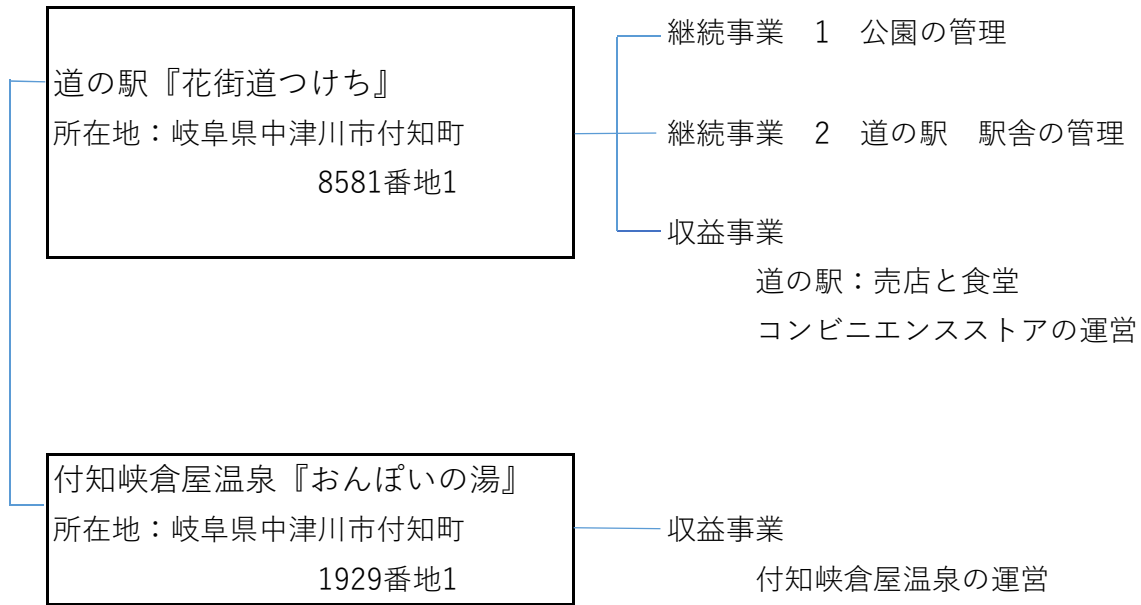 道の駅『花街道つけち』
所在地：岐阜県中津川市付知町
8581番地1
継続事業　1　公園の管理
継続事業　2　道の駅　駅舎の管理
収益事業
道の駅：売店と食堂
コンビニエンスストアの運営
付知峡倉屋温泉『おんぽいの湯』
所在地：岐阜県中津川市付知町
1929番地1
収益事業
付知峡倉屋温泉の運営